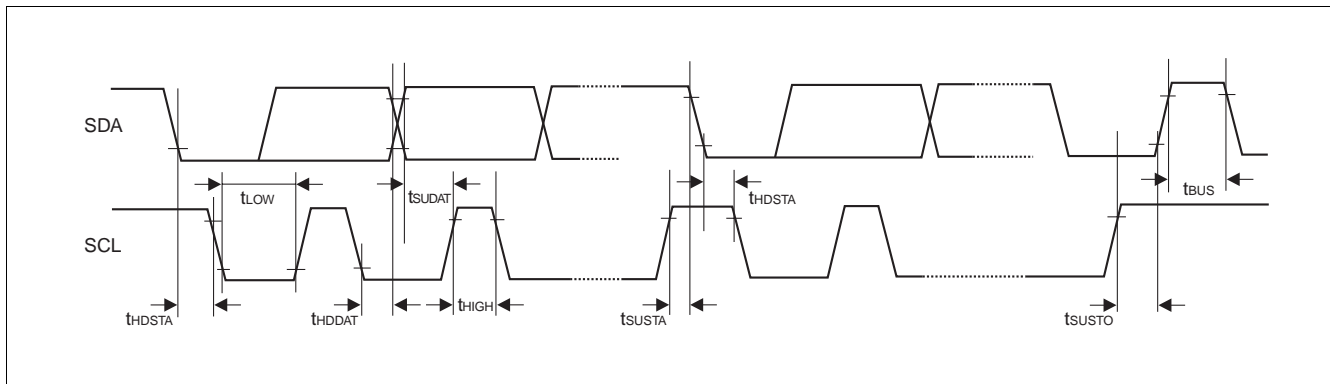 SDA
tLOW
tSUDAT
tHDSTA
tBUS
SCL
tHDSTA
tHDDAT
tHIGH
tSUSTA
tSUSTO